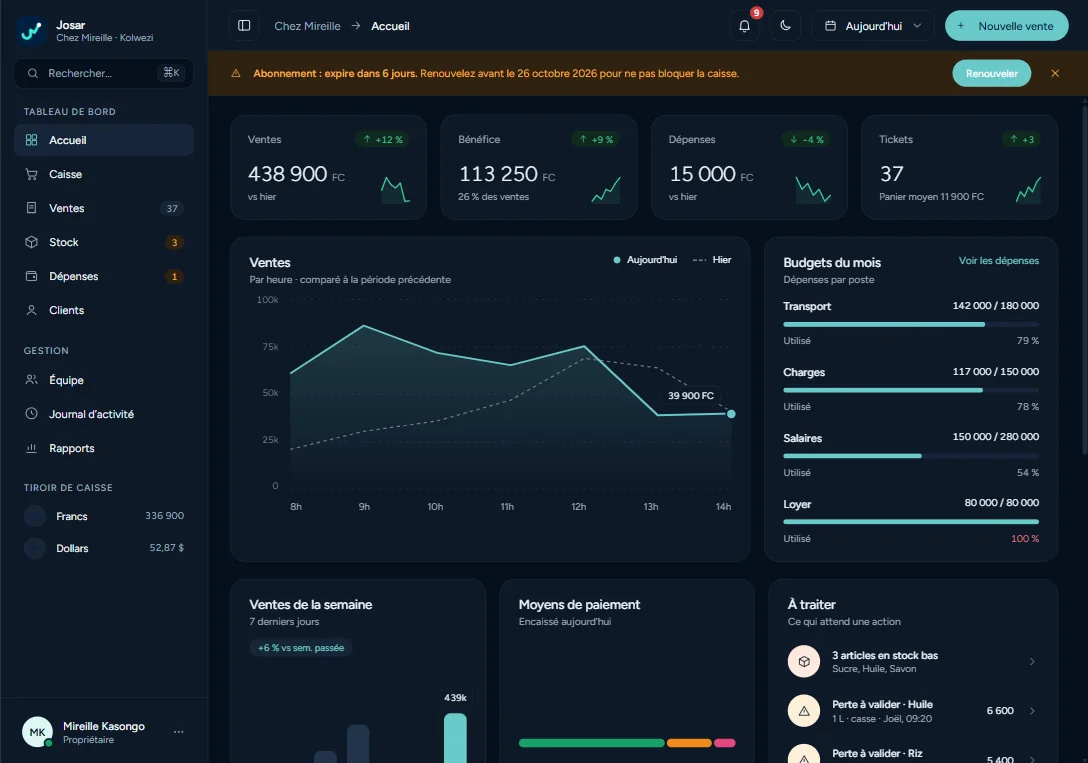 Josar
Chez Mireille · Kolwezi
Rechercher...
⌘K
TABLEAU DE BORD
Accueil
Caisse
Ventes
37
Stock
3
Dépenses
1
Clients
GESTION
Équipe
Journal d'activité
Rapports
TIROIR DE CAISSE
Francs
336 900
Dollars
52,87 $
MK
Mireille Kasongo
Propriétaire
Chez Mireille → Accueil
9
Aujourd'hui
+ Nouvelle vente
Abonnement : expire dans 6 jours. Renouvelez avant le 26 octobre 2026 pour ne pas bloquer la caisse.
Renouveler
Ventes
↑ +12 %
438 900 FC
vs hier
Bénéfice
↑ +9 %
113 250 FC
26 % des ventes
Dépenses
↓ -4 %
15 000 FC
vs hier
Tickets
↑ +3
37
Panier moyen 11 900 FC
Ventes
Par heure · comparé à la période précédente
Aujourd'hui
Hier
100k
75k
50k
25k
0
39 900 FC
8h
9h
10h
11h
12h
13h
14h
Budgets du mois
Voir les dépenses
Dépenses par poste
Transport
142 000 / 180 000
Utilisé
79 %
Charges
117 000 / 150 000
Utilisé
78 %
Salaires
150 000 / 280 000
Utilisé
54 %
Loyer
80 000 / 80 000
Utilisé
100 %
Ventes de la semaine
7 derniers jours
+6 % vs sem. passée
439k
Moyens de paiement
Encaissé aujourd'hui
À traiter
Ce qui attend une action
3 articles en stock bas
Sucre, Huile, Savon
Perte à valider · Huile
1 L · casse · Joël, 09:20
6 600
Perte à valider · Riz
5 400